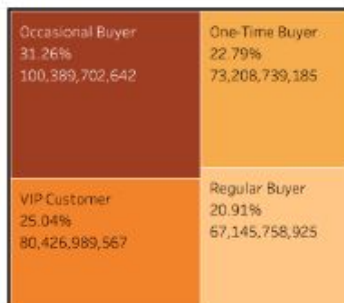 Occasional Buyer
31.26%
100,389,702,642
One-Time Buyer
22.79%
73,208,739,185
VIP Customer
25.04%
80,426,989,567
Regular Buyer
20.91%
67,145,758,925